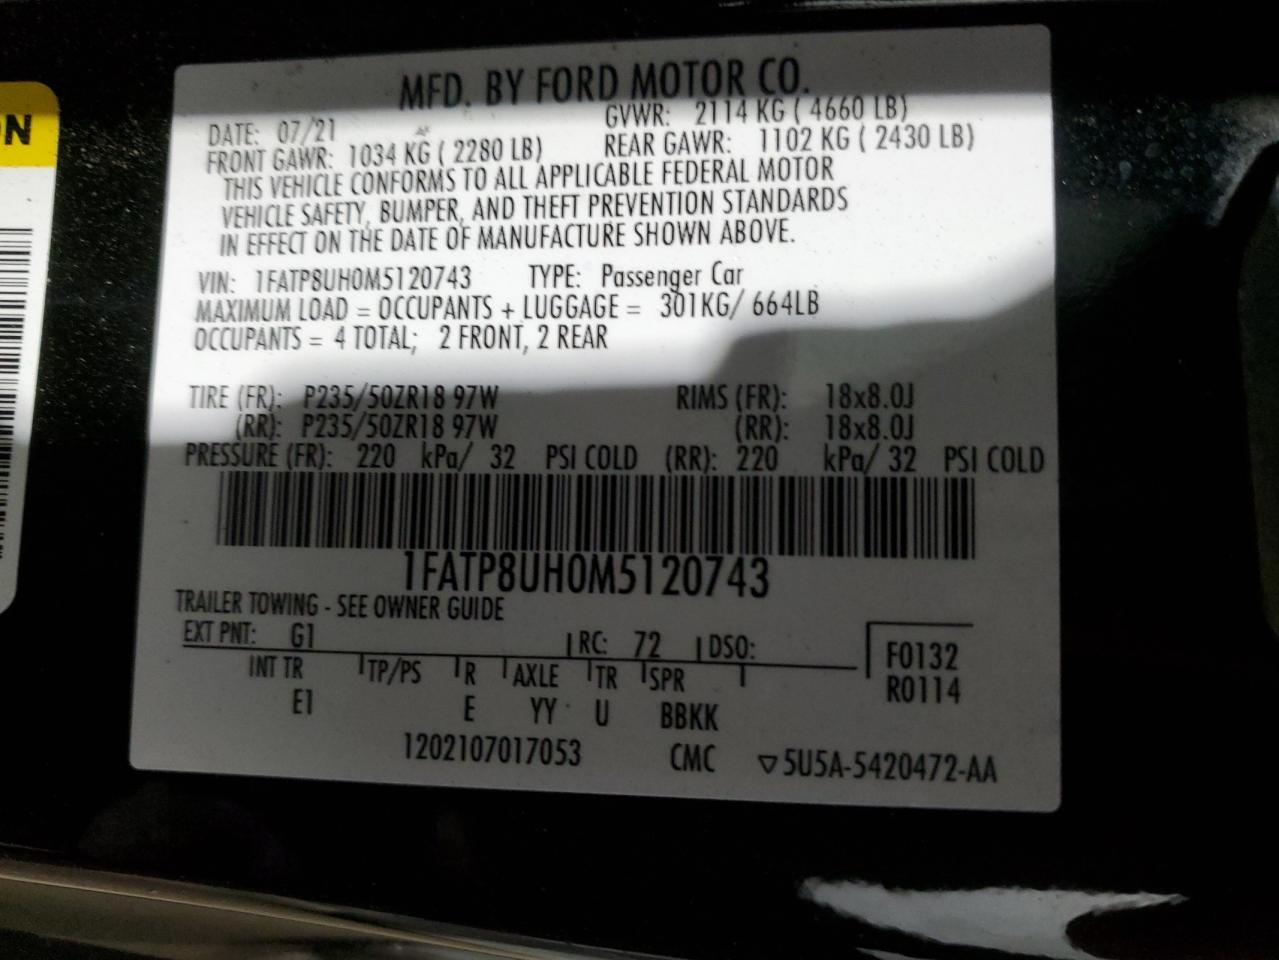 ON
MFD. BY FORD MOTOR CO.
DATE: 07/21 GVWR: 2114 KG ( 4660 LB)
FRONT GAWR: 1034 KG ( 2280 LB) REAR GAWR: 1102 KG ( 2430 LB)
THIS VEHICLE CONFORMS TO ALL APPLICABLE FEDERAL MOTOR
VEHICLE SAFETY, BUMPER, AND THEFT PREVENTION STANDARDS
IN EFFECT ON THE DATE OF MANUFACTURE SHOWN ABOVE.
VIN: 1FATP8UH0M5120743 TYPE: Passenger Car
MAXIMUM LOAD = OCCUPANTS + LUGGAGE = 301KG/ 664LB
OCCUPANTS = 4 TOTAL; 2 FRONT, 2 REAR
TIRE (FR): P235/50ZR18 97W RIMS (FR): 18x8.0J
(RR): P235/50ZR18 97W (RR): 18x8.0J
PRESSURE (FR): 220 kPa/ 32 PSI COLD (RR): 220 kPa/ 32 PSI COLD
1FATP8UH0M5120743
TRAILER TOWING - SEE OWNER GUIDE
EXT PNT: G1 RC: 72 DSO: F0132
INT TR TP/PS R AXLE TR SPR R0114
E1 E YY U BBKK
1202107017053 CMC ▽5U5A-5420472-AA